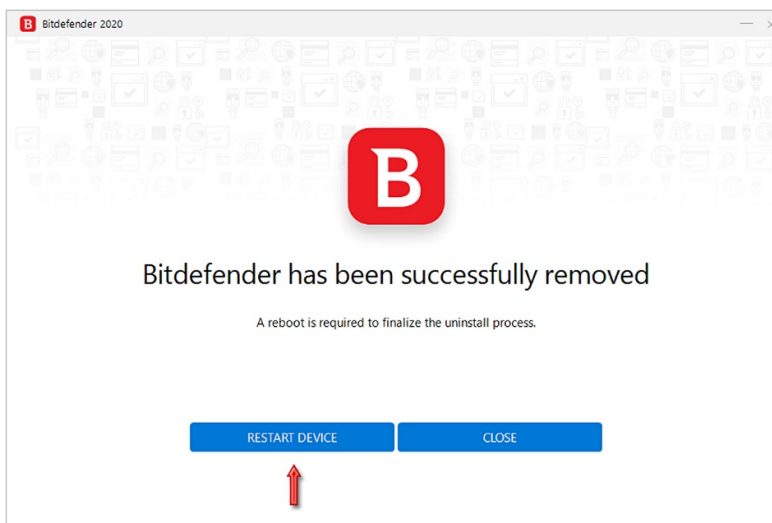 Bitdefender 2020
B
Bitdefender has been successfully removed
A reboot is required to finalize the uninstall process.
RESTART DEVICE
CLOSE